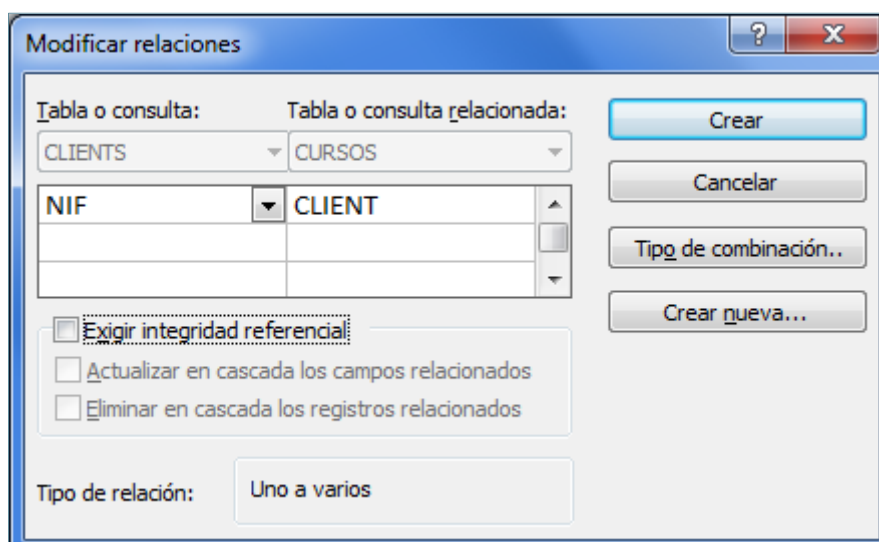 Modificar relaciones
Tabla o consulta: Tabla o consulta relacionada:
CLIENTS CURSOS
NIF CLIENT
Exigir integridad referencial
Actualizar en cascada los campos relacionados
Eliminar en cascada los registros relacionados
Tipo de relación: Uno a varios
Crear
Cancelar
Tipo de combinación..
Crear nueva...